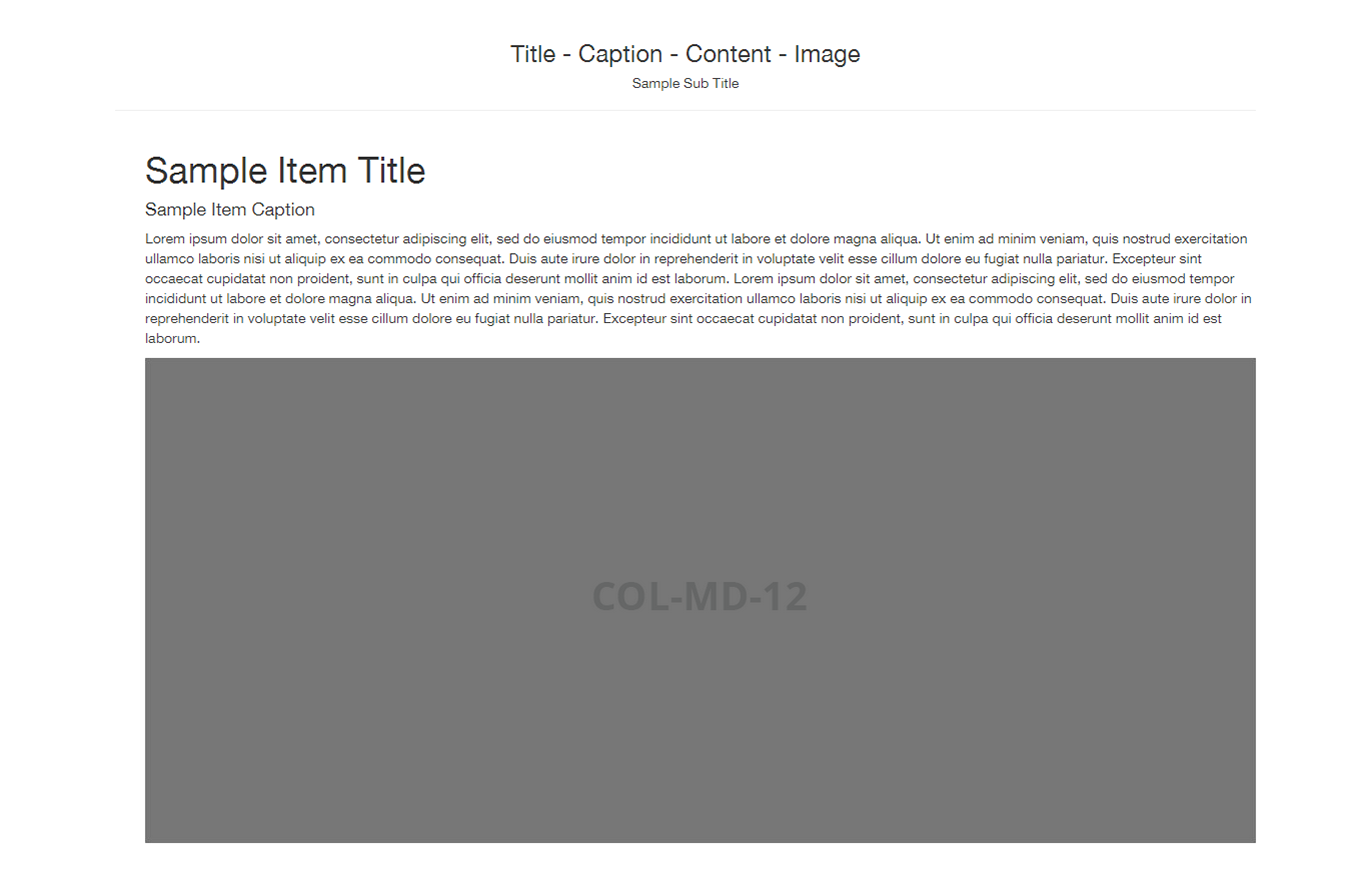 Title - Caption - Content - Image
Sample Sub Title
Sample Item Title
Sample Item Caption
Lorem ipsum dolor sit amet, consectetur adipiscing elit, sed do eiusmod tempor incididunt ut labore et dolore magna aliqua. Ut enim ad minim veniam, quis nostrud exercitation
ullamco laboris nisi ut aliquip ex ea commodo consequat. Duis aute irure dolor in reprehenderit in voluptate velit esse cillum dolore eu fugiat nulla pariatur. Excepteur sint
occaecat cupidatat non proident, sunt in culpa qui officia deserunt mollit anim id est laborum. Lorem ipsum dolor sit amet, consectetur adipiscing elit, sed do eiusmod tempor
incididunt ut labore et dolore magna aliqua. Ut enim ad minim veniam, quis nostrud exercitation ullamco laboris nisi ut aliquip ex ea commodo consequat. Duis aute irure dolor in
reprehenderit in voluptate velit esse cillum dolore eu fugiat nulla pariatur. Excepteur sint occaecat cupidatat non proident, sunt in culpa qui officia deserunt mollit anim id est
laborum.
COL-MD-12